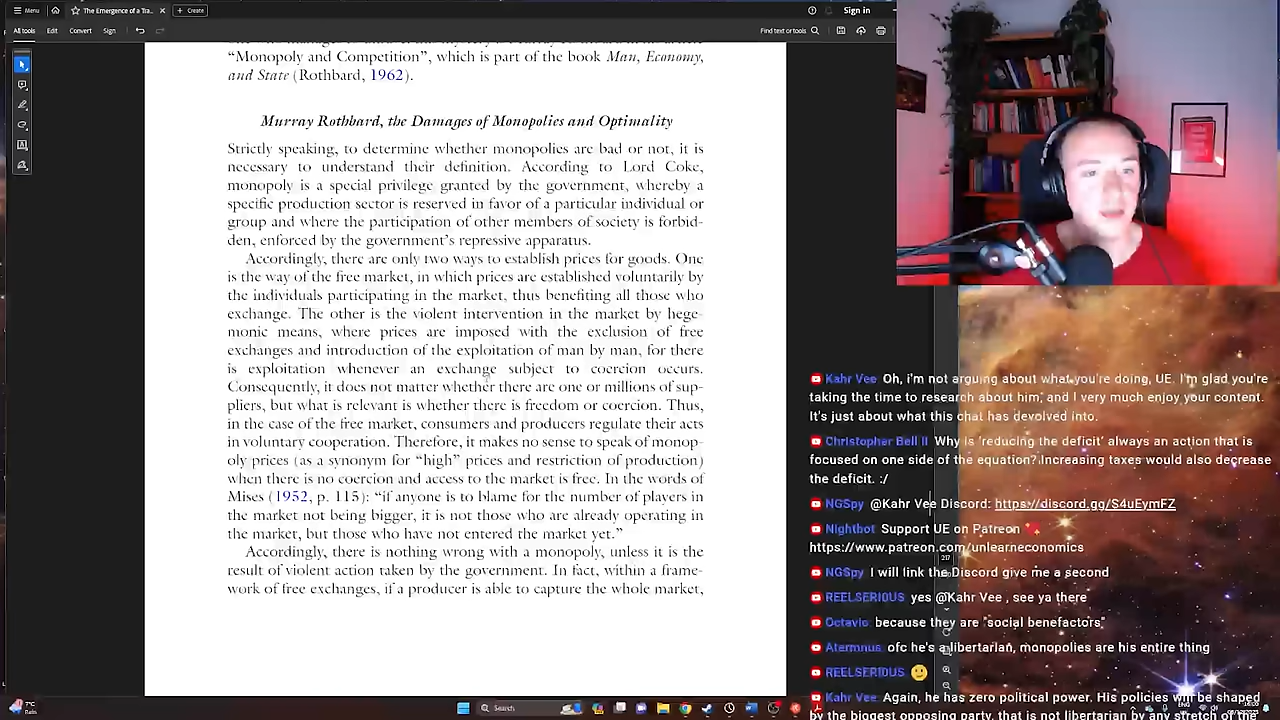 Menu
The Emergence of a Tra...
Create
Sign in
All tools
Edit
Convert
Sign
Find text or tools
"Monopoly and Competition", which is part of the book Man, Economy,
and State (Rothbard, 1962).
Murray Rothbard, the Damages of Monopolies and Optimality
Strictly speaking, to determine whether monopolies are bad or not, it is
necessary to understand their definition. According to Lord Coke,
monopoly is a special privilege granted by the government, whereby a
specific production sector is reserved in favor of a particular individual or
group and where the participation of other members of society is forbid-
den, enforced by the government's repressive apparatus.
Accordingly, there are only two ways to establish prices for goods. One
is the way of the free market, in which prices are established voluntarily by
the individuals participating in the market, thus benefiting all those who
exchange. The other is the violent intervention in the market by hege-
monic means, where prices are imposed with the exclusion of free
exchanges and introduction of the exploitation of man by man, for there
is exploitation whenever an exchange subject to coercion occurs.
Consequently, it does not matter whether there are one or millions of sup-
pliers, but what is relevant is whether there is freedom or coercion. Thus,
in the case of the free market, consumers and producers regulate their acts
in voluntary cooperation. Therefore, it makes no sense to speak of monop-
oly prices (as a synonym for "high" prices and restriction of production)
when there is no coercion and access to the market is free. In the words of
Mises (1952, p. 115): "if anyone is to blame for the number of players in
the market not being bigger, it is not those who are already operating in
the market, but those who have not entered the market yet."
Accordingly, there is nothing wrong with a monopoly, unless it is the
result of violent action taken by the government. In fact, within a frame-
work of free exchanges, if a producer is able to capture the whole market,
Kahr Vee Oh, i'm not arguing about what you're doing, UE. I'm glad you're
taking the time to research about him, and I very much enjoy your content.
It's just about what this chat has devolved into.
Christopher Bell II Why is 'reducing the deficit' always an action that is
focused on one side of the equation? Increasing taxes would also decrease
the deficit. :/
NGSpy @Kahr Vee Discord: https://discord.gg/S4uEymFZ
Nightbot Support UE on Patreon
https://www.patreon.com/unlearneconomics
NGSpy I will link the Discord give me a second
REELSERIOUS yes @Kahr Vee , see ya there
Octavio because they are "social benefactors"
Atemnus ofc he's a libertarian, monopolies are his entire thing
REELSERIOUS
Kahr Vee Again, he has zero political power. His policies will be shaped
by the biggest opposing party, that is not libertarian by any stretch of the
217
7°C
Search
ENG